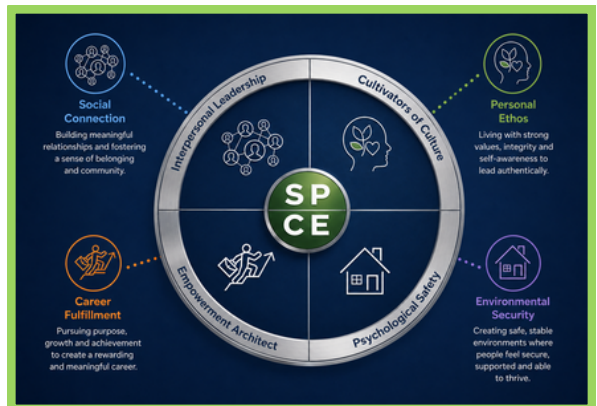 Social
Connection
Building meaningful
relationships and fostering
a sense of belonging
and community.
Interpersonal Leadership
Cultivators of Culture
Personal
Ethos
Living with strong
values, integrity and
self-awareness to
lead authentically.
SP
CE
Career
Fulfillment
Pursuing purpose,
growth and achievement
to create a rewarding
and meaningful career.
Empowerment Architect
Psychological Safety
Environmental
Security
Creating safe, stable
environments where
people feel secure,
supported and able
to thrive.